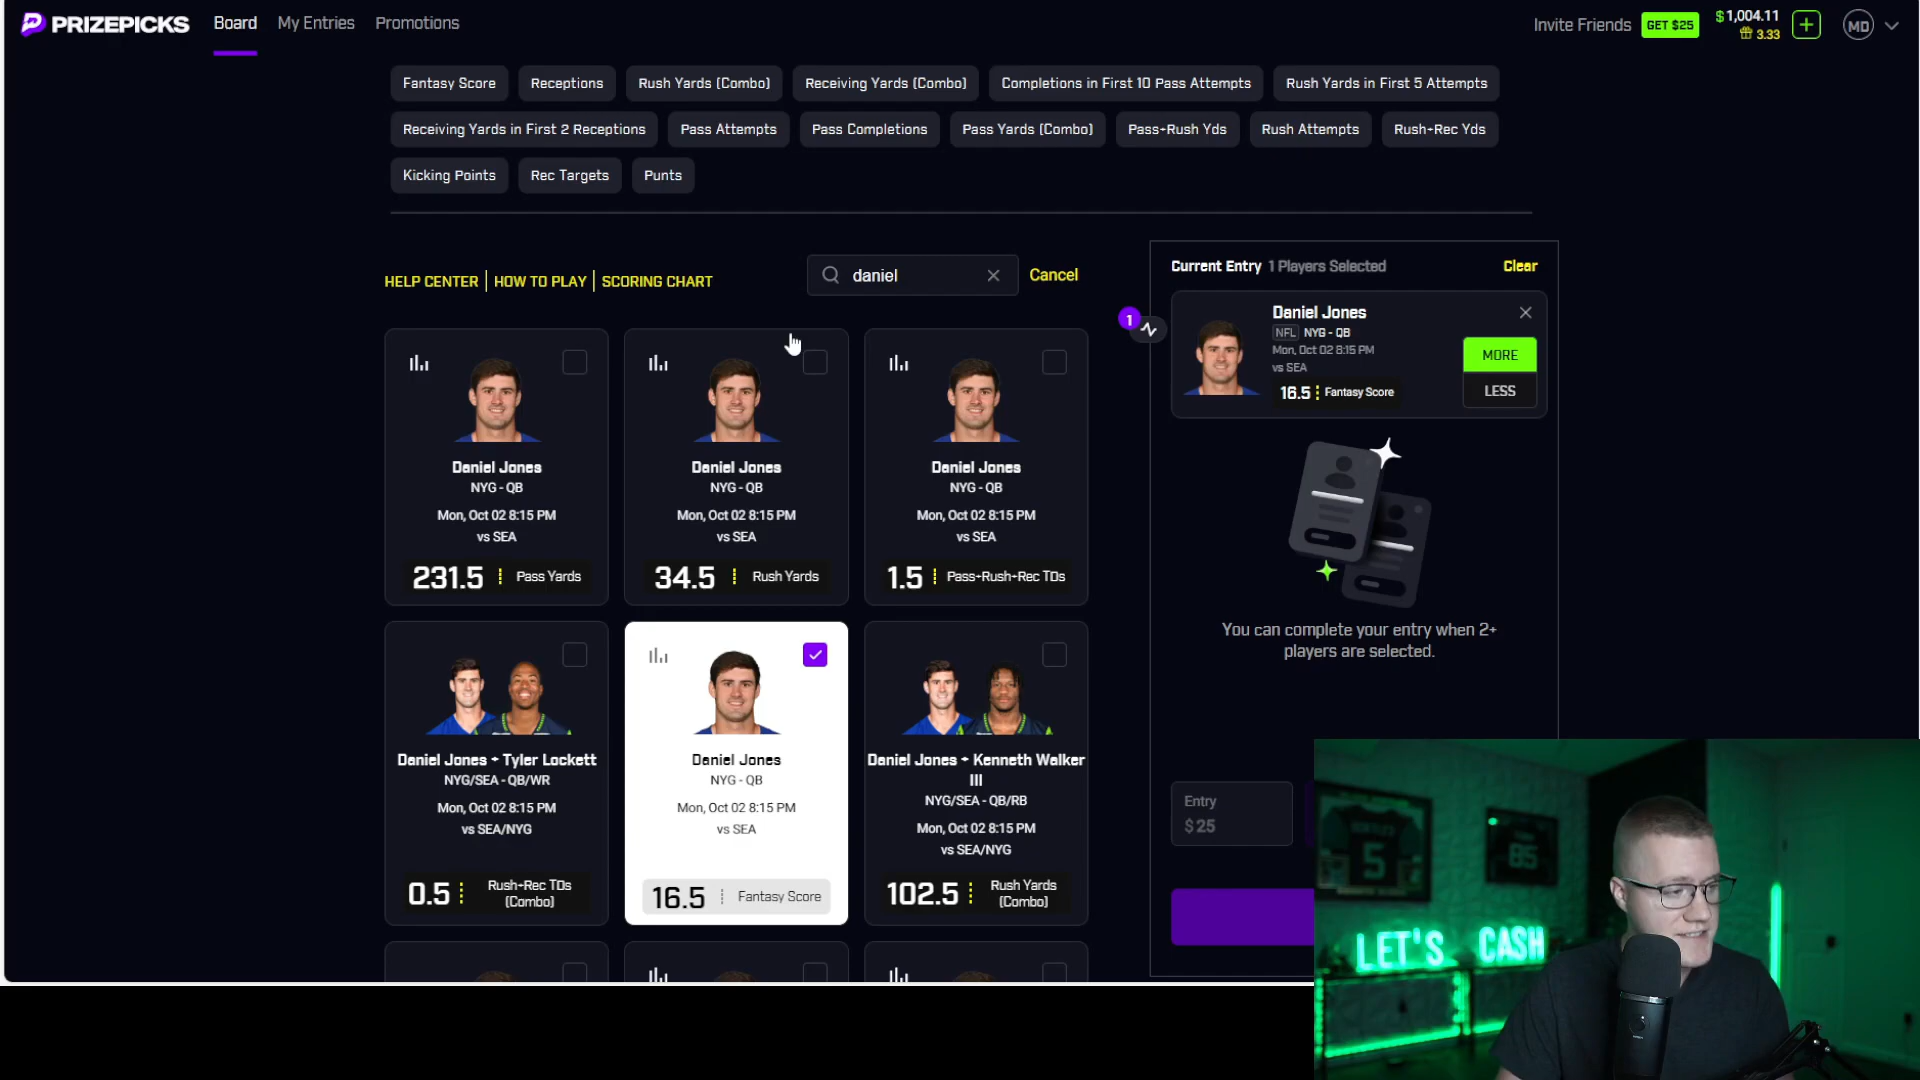 PRIZEPICKS Board My Entries Promotions
Invite Friends GET $25 $1,004.11 3.33 MD
Fantasy Score Receptions Rush Yards (Combo) Receiving Yards (Combo) Completions in First 10 Pass Attempts Rush Yards in First 5 Attempts
Receiving Yards in First 2 Receptions Pass Attempts Pass Completions Pass Yards (Combo) Pass+Rush Yds Rush Attempts Rush+Rec Yds
Kicking Points Rec Targets Punts
HELP CENTER HOW TO PLAY SCORING CHART
daniel Cancel
Daniel Jones
NYG - QB
Mon, Oct 02 8:15 PM
vs SEA
231.5 Pass Yards
Daniel Jones
NYG - QB
Mon, Oct 02 8:15 PM
vs SEA
34.5 Rush Yards
Daniel Jones
NYG - QB
Mon, Oct 02 8:15 PM
vs SEA
1.5 Pass+Rush+Rec TDs
Daniel Jones + Tyler Lockett
NYG/SEA - QB/WR
Mon, Oct 02 8:15 PM
vs SEA/NYG
0.5 Rush+Rec TDs
(Combo)
Daniel Jones
NYG - QB
Mon, Oct 02 8:15 PM
vs SEA
16.5 Fantasy Score
Daniel Jones + Kenneth Walker
III
NYG/SEA - QB/RB
Mon, Oct 02 8:15 PM
vs SEA/NYG
102.5 Rush Yards
(Combo)
Current Entry 1 Players Selected Clear
1
Daniel Jones
NFL NYG - QB
Mon, Oct 02 8:15 PM
vs SEA
16.5 Fantasy Score
MORE
LESS
You can complete your entry when 2+
players are selected.
Entry
$ 25
5
85
LET'S CASH